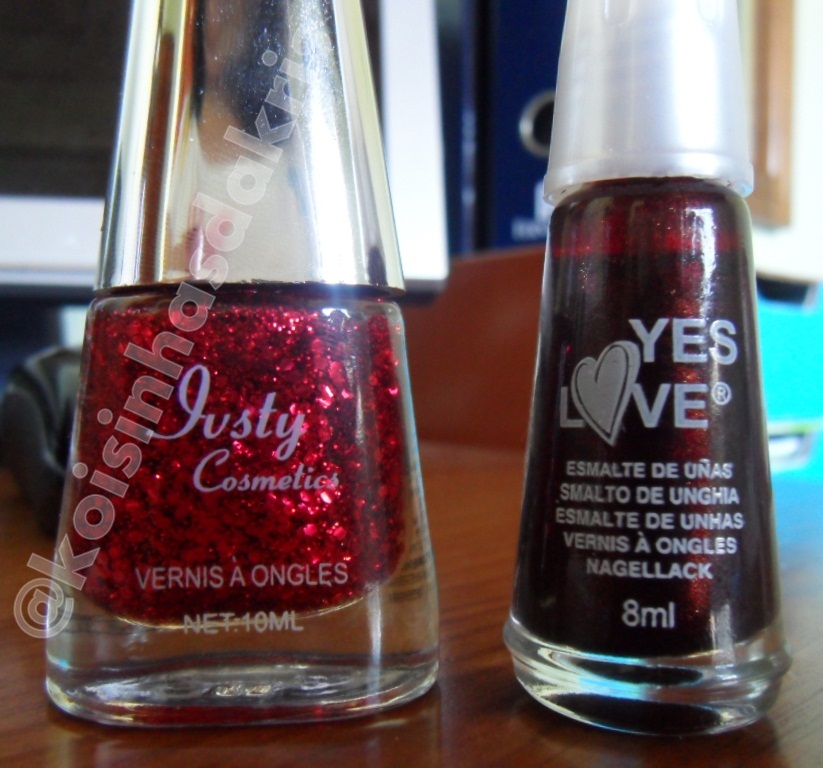 Ivsty
Cosmetics
VERNIS À ONGLES
NET:10ML
YES
LOVE®
ESMALTE DE UÑAS
SMALTO DE UNGHIA
ESMALTE DE UNHAS
VERNIS À ONGLES
NAGELLACK
8ml
@koisinhasdakri